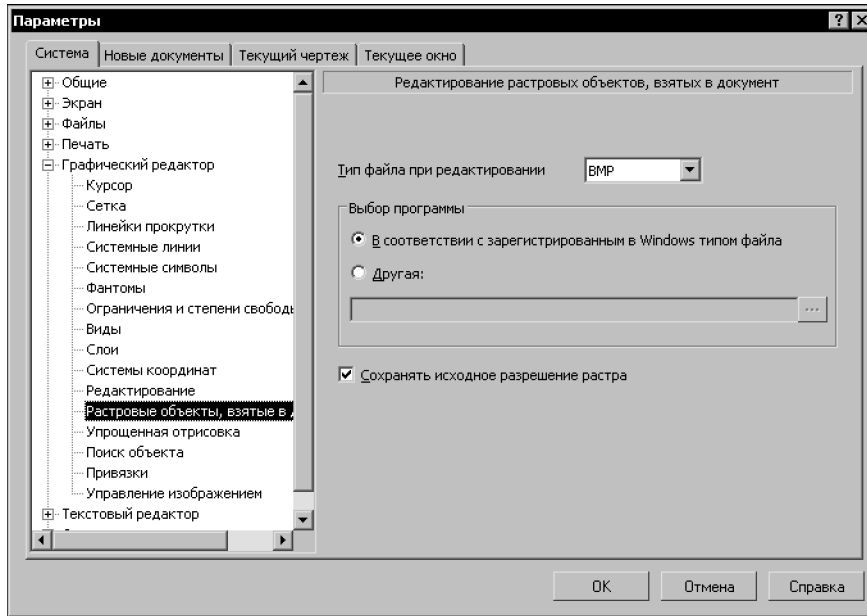 Параметры
Система Новые документы Текущий чертеж Текущее окно
Общие
Экран
Файлы
Печать
Графический редактор
Курсор
Сетка
Линейки прокрутки
Системные линии
Системные символы
Фантомы
Ограничения и степени свободы
Виды
Слои
Системы координат
Редактирование
Растровые объекты, взятые в д
Упрощенная отрисовка
Поиск объекта
Привязки
Управление изображением
Текстовый редактор
Редактирование растровых объектов, взятых в документ
Тип файла при редактировании BMP
Выбор программы
В соответствии с зарегистрированным в Windows типом файла
Другая:
...
Сохранять исходное разрешение растра
OK Отмена Справка